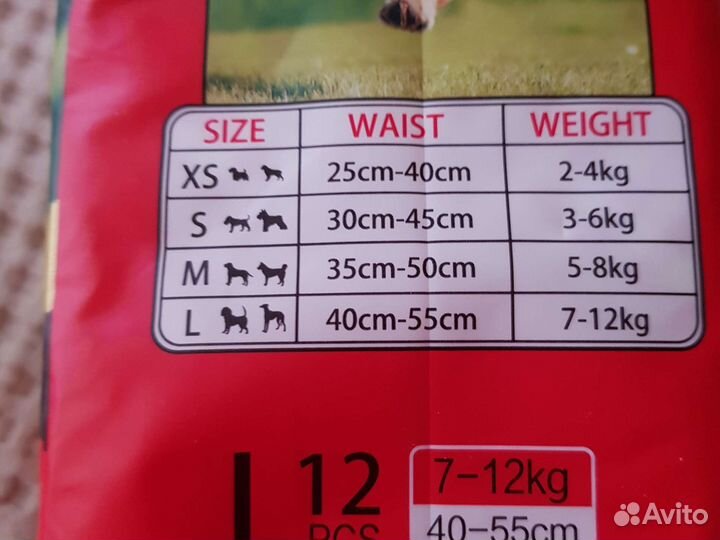 SIZE WAIST WEIGHT
XS 25cm-40cm 2-4kg
S 30cm-45cm 3-6kg
M 35cm-50cm 5-8kg
L 40cm-55cm 7-12kg
L 12 7-12kg
PCS 40-55cm
Avito